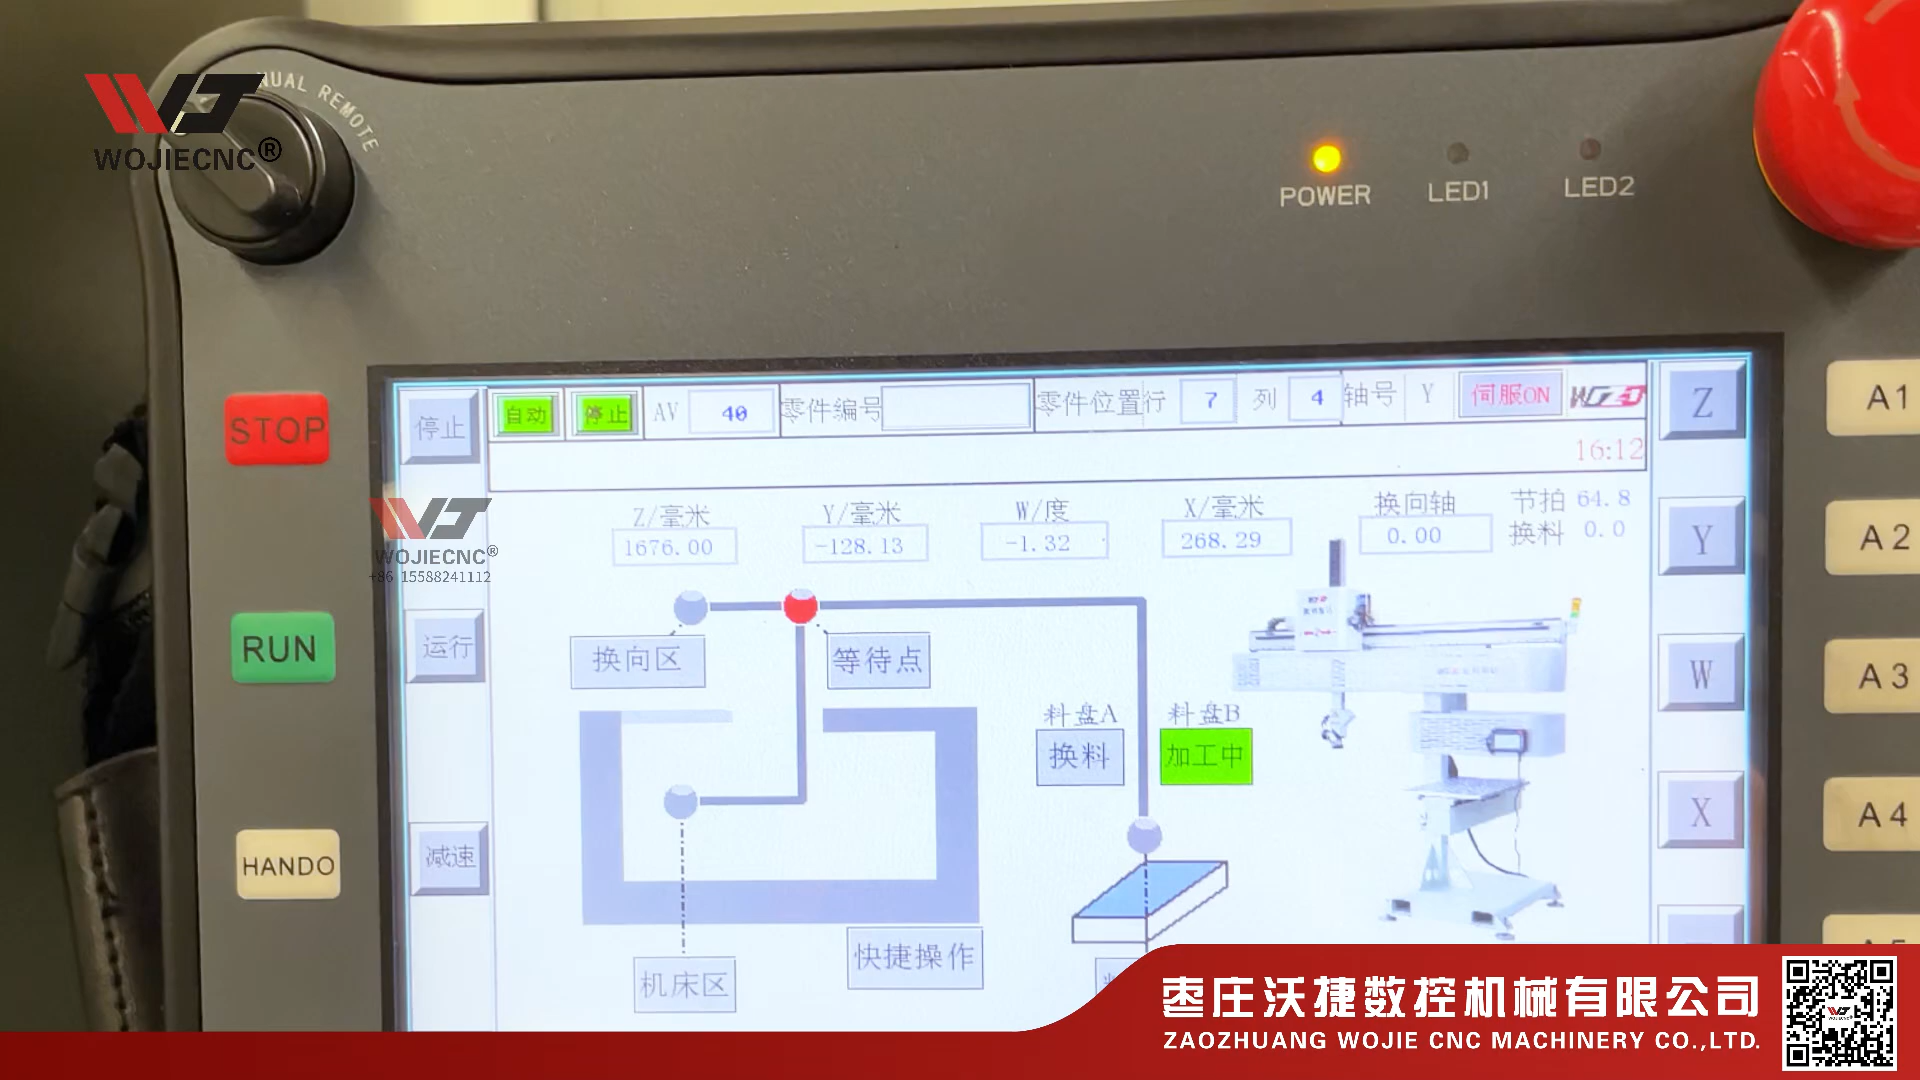 MANUAL REMOTE
WJ
WOJIECNC®
POWER
LED1
LED2
STOP
RUN
HANDO
停止
运行
减速
自动
停止
AV
40
零件编号
零件位置行
7
列
4
轴号
Y
伺服ON
16:12
Z/毫米
1676.00
Y/毫米
-128.13
W/度
-1.32
X/毫米
268.29
换向轴
0.00
节拍 64.8
换料 0.0
WJ
WOJIECNC®
+86 15588241112
换向区
等待点
料盘A
换料
料盘B
加工中
机床区
快捷操作
Z
Y
W
X
A1
A2
A3
A4
枣庄沃捷数控机械有限公司
ZAOZHUANG WOJIE CNC MACHINERY CO.,LTD.